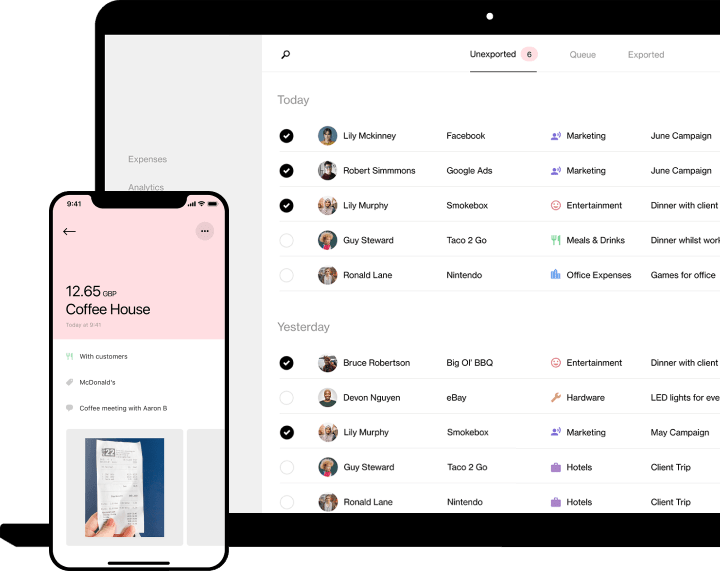 Unexported 6 Queue Exported
Today
Lily Mckinney Facebook Marketing June Campaign
Robert Simmmons Google Ads Marketing June Campaign
Lily Murphy Smokebox Entertainment Dinner with client
Guy Steward Taco 2 Go Meals & Drinks Dinner whilst work
Ronald Lane Nintendo Office Expenses Games for office
Yesterday
Bruce Robertson Big Ol' BBQ Entertainment Dinner with client
Devon Nguyen eBay Hardware LED lights for eve
Lily Murphy Smokebox Marketing May Campaign
Guy Steward Taco 2 Go Hotels Client Trip
Ronald Lane Nintendo Hotels Client Trip
Expenses
Analytics
9:41
12.65 GBP
Coffee House
Today at 9:41
With customers
McDonald's
Coffee meeting with Aaron B
22